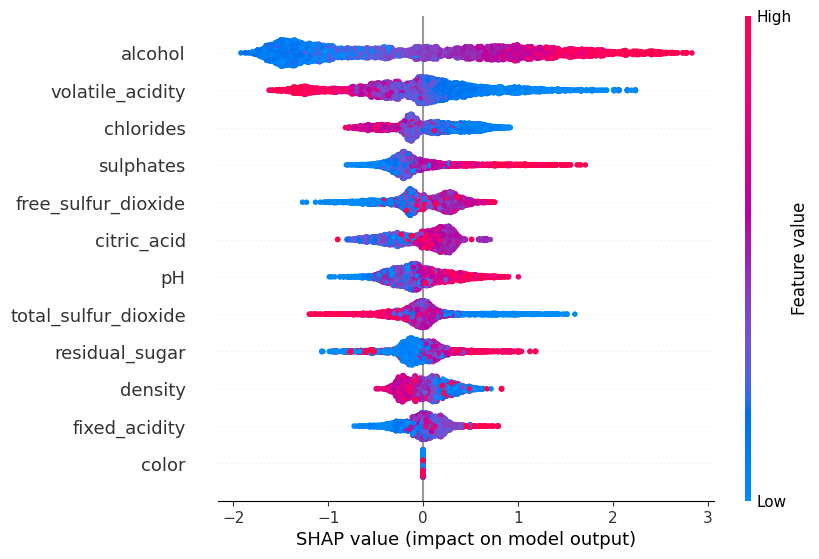 High
alcohol
volatile_acidity
chlorides
sulphates
free_sulfur_dioxide
citric_acid
pH
total_sulfur_dioxide
residual_sugar
density
fixed_acidity
color
Feature value
Low
−2 −1 0 1 2 3
SHAP value (impact on model output)